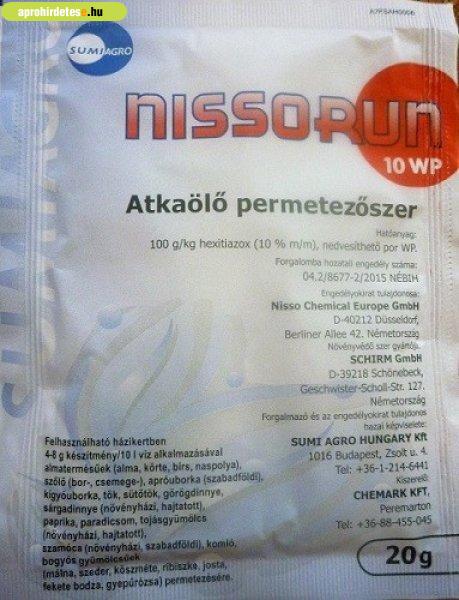 aprohirdetes.hu
A7ESAH0006
SUMIAGRO
NISSORUN
10 WP
Atkaölő permetezőszer
Hatóanyag:
100 g/kg hexitiazox (10 % m/m), nedvesíthető por WP.
Forgalomba hozatali engedély száma:
04.2/8677-2/2015 NÉBIH
Engedélyokirat tulajdonosa:
Nisso Chemical Europe GmbH
D-40212 Düsseldorf,
Berliner Allee 42. Németország
Növényvédő szer gyártója:
SCHIRM GmbH
D-39218 Schönebeck,
Geschwister-Scholl-Str. 127.
Németország
Forgalmazó és az engedélyokirat tulajdonos
hazai képviselete:
SUMI AGRO HUNGARY Kft
1016 Budapest, Zsolt u. 4.
Tel: +36-1-214-6441
Kiszerelő:
CHEMARK KFT,
Peremarton
Tel: +36-88-455-045
Felhasználható házikertben
4-8 g készítmény/10 l víz alkalmazásával
almatermésűek (alma, körte, birs, naspolya),
szőlő (bor-, csemege-), apróuborka (szabadföldi),
kígyóuborka, tök, sütőtök, görögdinnye,
sárgadinnye (növényházi, hajtatott),
paprika, paradicsom, tojásgyümölcs
(növényházi, hajtatott),
szamóca (növényházi, szabadföldi), komló,
bogyós gyümölcsűek
(málna, szeder, köszméte, ribiszke, josta,
fekete bodza, gyepűrózsa) permetezésére.
20g